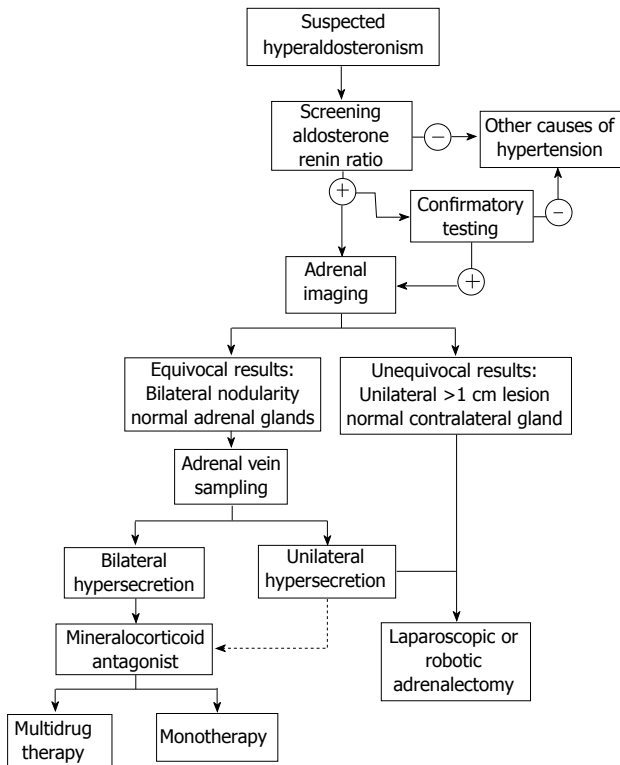 Suspected
hyperaldosteronism
Screening
aldosterone
renin ratio
−
Other causes of
hypertension
+
Confirmatory
testing
−
+
Adrenal
imaging
Equivocal results:
Bilateral nodularity
normal adrenal glands
Unequivocal results:
Unilateral >1 cm lesion
normal contralateral gland
Adrenal vein
sampling
Bilateral
hypersecretion
Unilateral
hypersecretion
Mineralocorticoid
antagonist
Laparoscopic or
robotic
adrenalectomy
Multidrug
therapy
Monotherapy